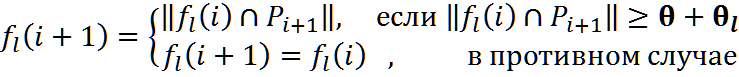 f_l(i + 1) = { ‖f_l(i) ∩ P_{i+1}‖, если ‖f_l(i) ∩ P_{i+1}‖ ≥ θ + θ_l
f_l(i + 1) = f_l(i) , в противном случае